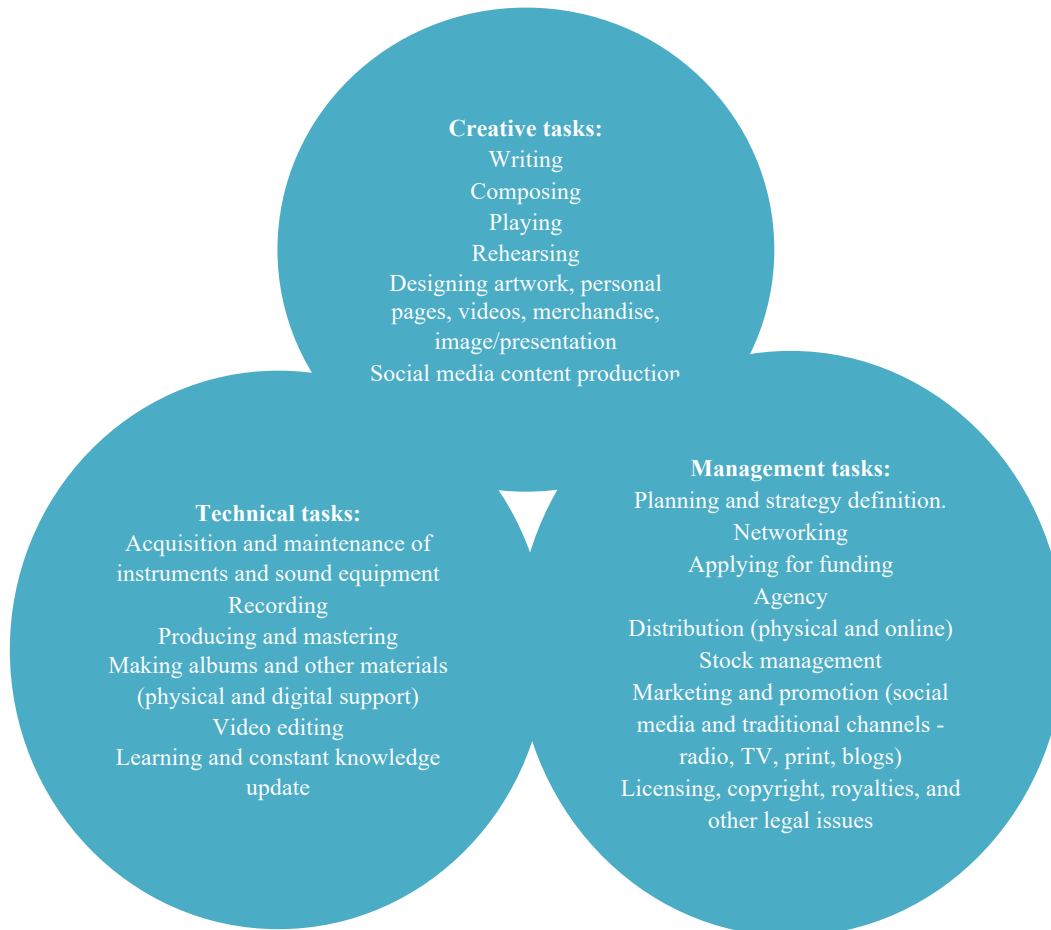 Creative tasks:
Writing
Composing
Playing
Rehearsing
Designing artwork, personal
pages, videos, merchandise,
image/presentation
Social media content production
Technical tasks:
Acquisition and maintenance of
instruments and sound equipment
Recording
Producing and mastering
Making albums and other materials
(physical and digital support)
Video editing
Learning and constant knowledge
update
Management tasks:
Planning and strategy definition.
Networking
Applying for funding
Agency
Distribution (physical and online)
Stock management
Marketing and promotion (social
media and traditional channels -
radio, TV, print, blogs)
Licensing, copyright, royalties, and
other legal issues